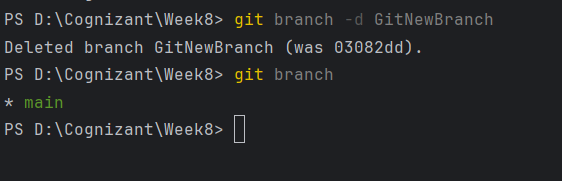 PS D:\Cognizant\Week8> git branch -d GitNewBranch
Deleted branch GitNewBranch (was 03082dd).
PS D:\Cognizant\Week8> git branch
* main
PS D:\Cognizant\Week8>